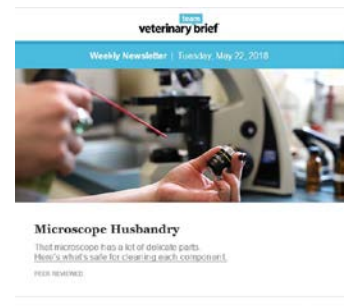 team
veterinary brief
Weekly Newsletter | Tuesday, May 22, 2018
Microscope Husbandry
That microscope has a lot of delicate parts.
Here's what's safe for cleaning each component.
PEER REVIEWED